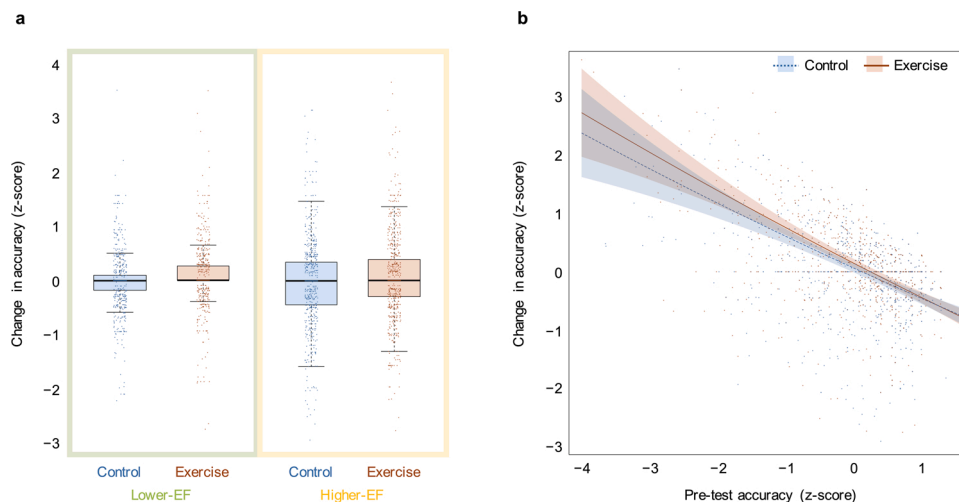 a
Change in accuracy (z-score)
4
3
2
1
0
−1
−2
−3
Control Exercise Control Exercise
Lower-EF Higher-EF
b
Control Exercise
Change in accuracy (z-score)
3
2
1
0
−1
−2
−3
−4 −3 −2 −1 0 1
Pre-test accuracy (z-score)